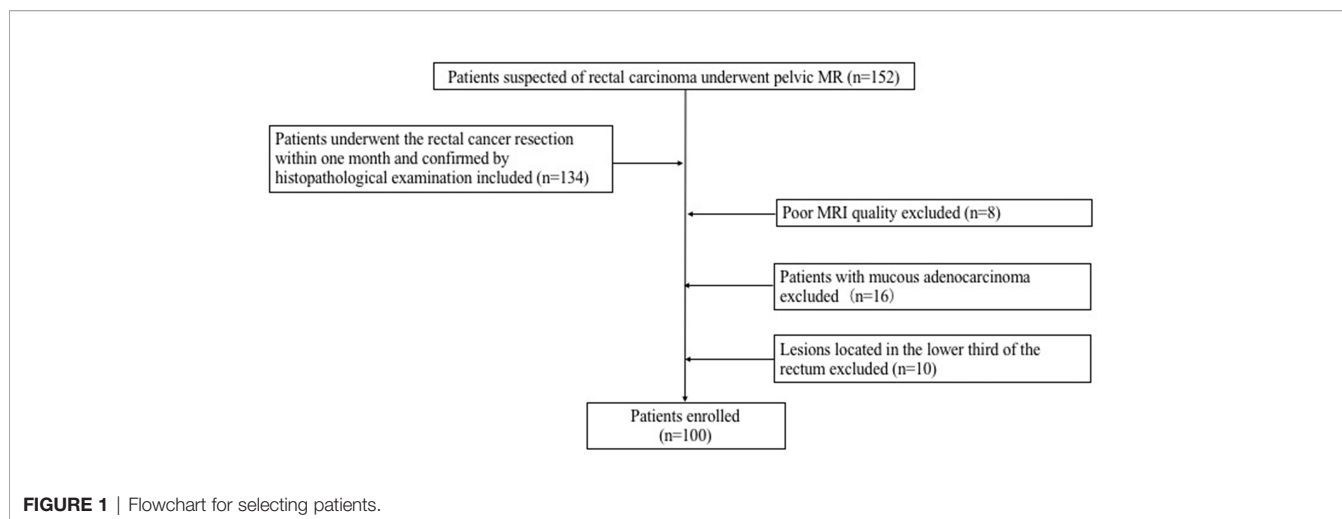 Patients suspected of rectal carcinoma underwent pelvic MR (n=152)
Patients underwent the rectal cancer resection
within one month and confirmed by
histopathological examination included (n=134)
Poor MRI quality excluded (n=8)
Patients with mucous adenocarcinoma
excluded （n=16）
Lesions located in the lower third of the
rectum excluded (n=10)
Patients enrolled
(n=100)
FIGURE 1 | Flowchart for selecting patients.